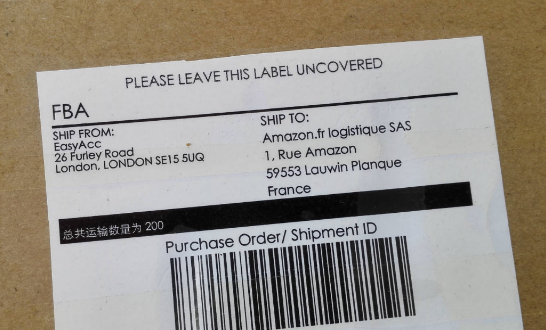 PLEASE LEAVE THIS LABEL UNCOVERED
FBA
SHIP FROM:
EasyAcc
26 Furley Road
London, LONDON SE15 5UQ
SHIP TO:
Amazon.fr logistique SAS
1, Rue Amazon
59553 Lauwin Planque
France
总共运输数量为 200
Purchase Order/ Shipment ID